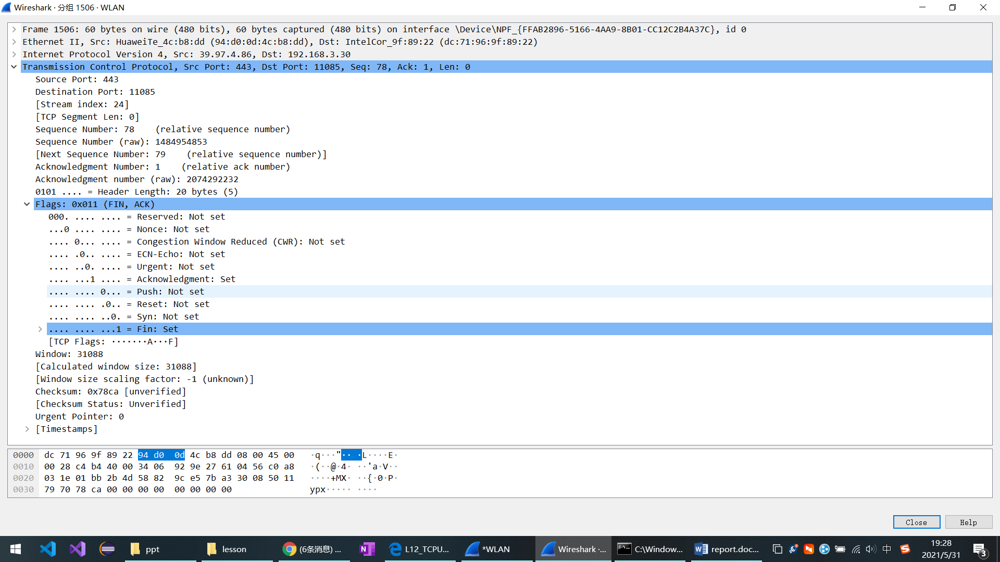 Wireshark · 分组 1506 · WLAN
Frame 1506: 60 bytes on wire (480 bits), 60 bytes captured (480 bits) on interface \Device\NPF_{FFAB2896-5166-4AA9-8B01-CC12C2B4A37C}, id 0
Ethernet II, Src: HuaweiTe_4c:b8:dd (94:d0:0d:4c:b8:dd), Dst: IntelCor_9f:89:22 (dc:71:96:9f:89:22)
Internet Protocol Version 4, Src: 39.97.4.86, Dst: 192.168.3.30
Transmission Control Protocol, Src Port: 443, Dst Port: 11085, Seq: 78, Ack: 1, Len: 0
Source Port: 443
Destination Port: 11085
[Stream index: 24]
[TCP Segment Len: 0]
Sequence Number: 78    (relative sequence number)
Sequence Number (raw): 1484954853
[Next Sequence Number: 79    (relative sequence number)]
Acknowledgment Number: 1    (relative ack number)
Acknowledgment number (raw): 2074292232
0101 .... = Header Length: 20 bytes (5)
Flags: 0x011 (FIN, ACK)
000. .... .... = Reserved: Not set
...0 .... .... = Nonce: Not set
.... 0... .... = Congestion Window Reduced (CWR): Not set
.... .0.. .... = ECN-Echo: Not set
.... ..0. .... = Urgent: Not set
.... ...1 .... = Acknowledgment: Set
.... .... 0... = Push: Not set
.... .... .0.. = Reset: Not set
.... .... ..0. = Syn: Not set
.... .... ...1 = Fin: Set
[TCP Flags: ·······A···F]
Window: 31088
[Calculated window size: 31088]
[Window size scaling factor: -1 (unknown)]
Checksum: 0x78ca [unverified]
[Checksum Status: Unverified]
Urgent Pointer: 0
[Timestamps]
0000  dc 71 96 9f 89 22 94 d0  0d 4c b8 dd 08 00 45 00   ·q···"·· ·L····E·
0010  00 28 c4 b4 40 00 34 06  92 9e 27 61 04 56 c0 a8   ·(··@·4· ··'a·V··
0020  03 1e 01 bb 2b 4d 58 82  9c e5 7b a3 30 08 50 11   ····+MX· ··{·0·P·
0030  79 70 78 ca 00 00 00 00  00 00 00 00   ypx····· ····
Close Help
ppt lesson (6条消息) ... L12_TCPU... *WLAN Wireshark ·... C:\Window... report.doc... 中 19:28
2021/5/31 3